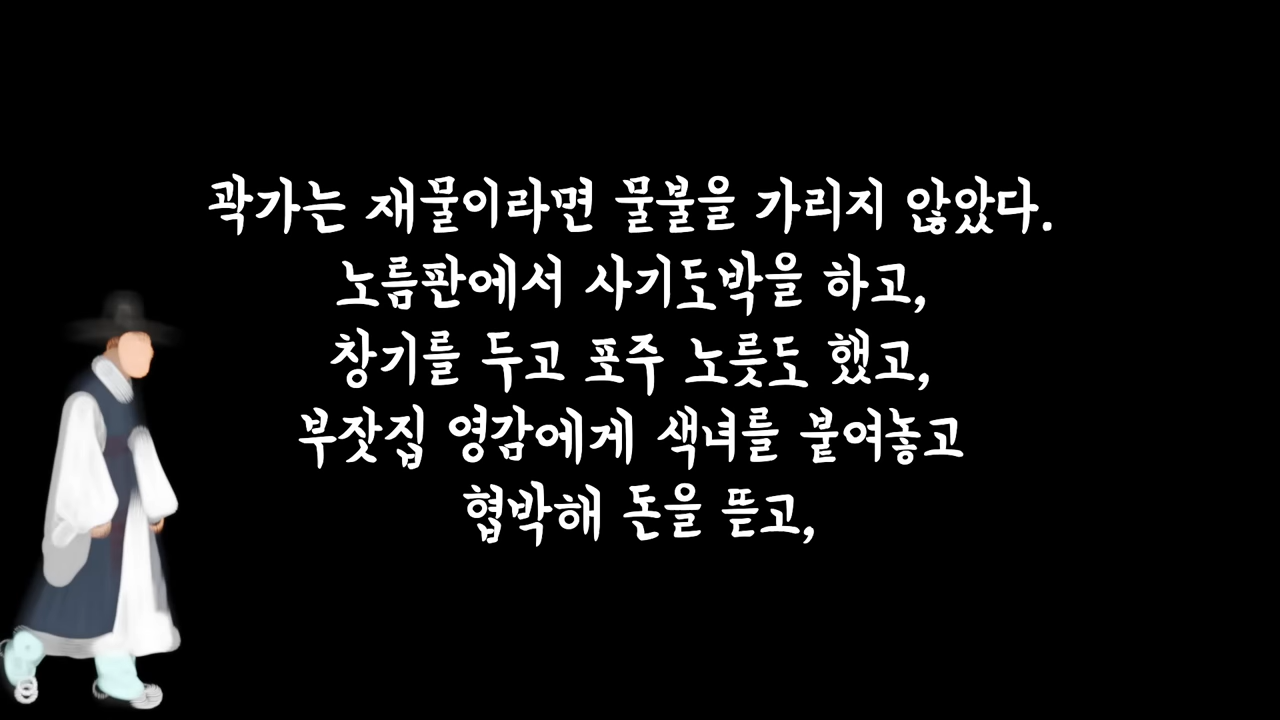 곽가는 재물이라면 물불을 가리지 않았다.
노름판에서 사기도박을 하고,
창기를 두고 포주 노릇도 했고,
부잣집 영감에게 색녀를 붙여놓고
협박해 돈을 뜯고,